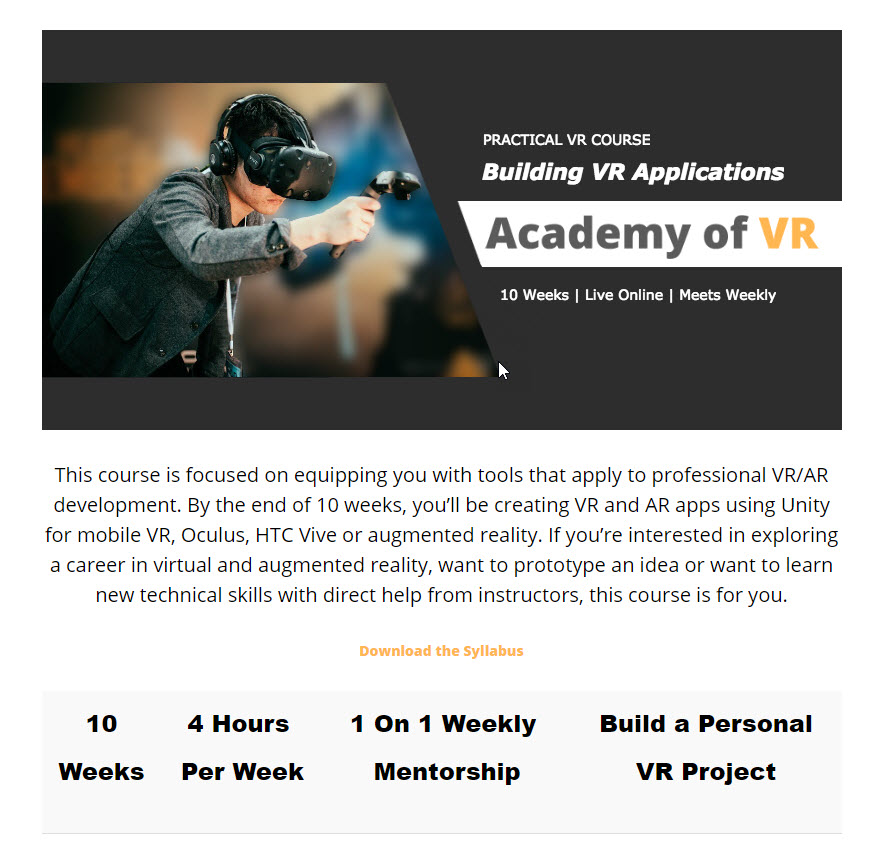 PRACTICAL VR COURSE
Building VR Applications
Academy of VR
10 Weeks | Live Online | Meets Weekly
This course is focused on equipping you with tools that apply to professional VR/AR
development. By the end of 10 weeks, you’ll be creating VR and AR apps using Unity
for mobile VR, Oculus, HTC Vive or augmented reality. If you’re interested in exploring
a career in virtual and augmented reality, want to prototype an idea or want to learn
new technical skills with direct help from instructors, this course is for you.
Download the Syllabus
10
Weeks
4 Hours
Per Week
1 On 1 Weekly
Mentorship
Build a Personal
VR Project